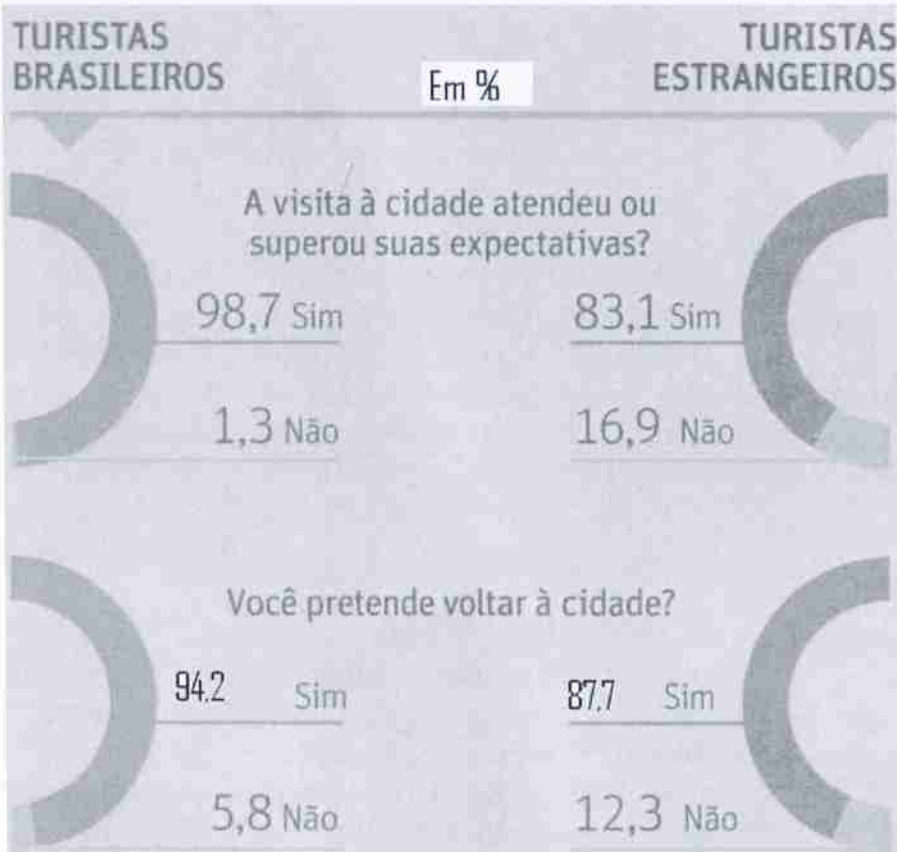 TURISTAS
BRASILEIROS
Em %
TURISTAS
ESTRANGEIROS
A visita à cidade atendeu ou
superou suas expectativas?
98,7 Sim
83,1 Sim
1,3 Não
16,9 Não
Você pretende voltar à cidade?
94.2 Sim
87.7 Sim
5,8 Não
12,3 Não